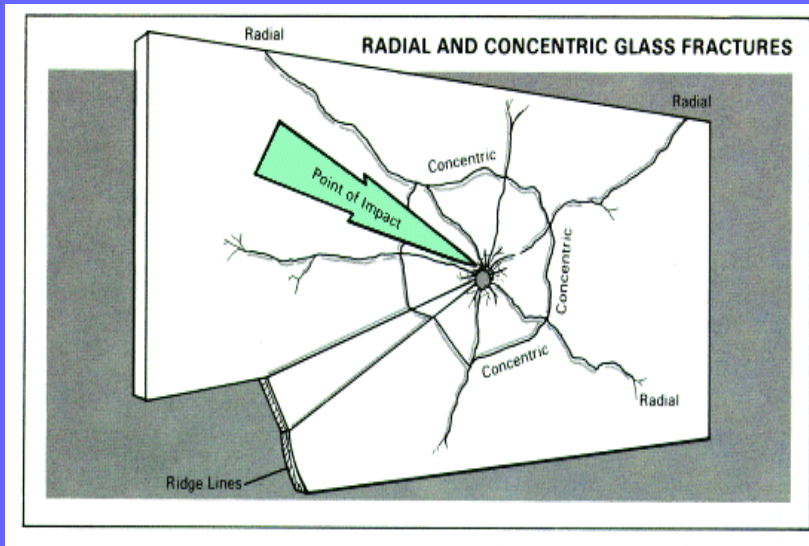 Radial
RADIAL AND CONCENTRIC GLASS FRACTURES
Radial
Concentric
Point of Impact
Concentric
Concentric
Radial
Ridge Lines